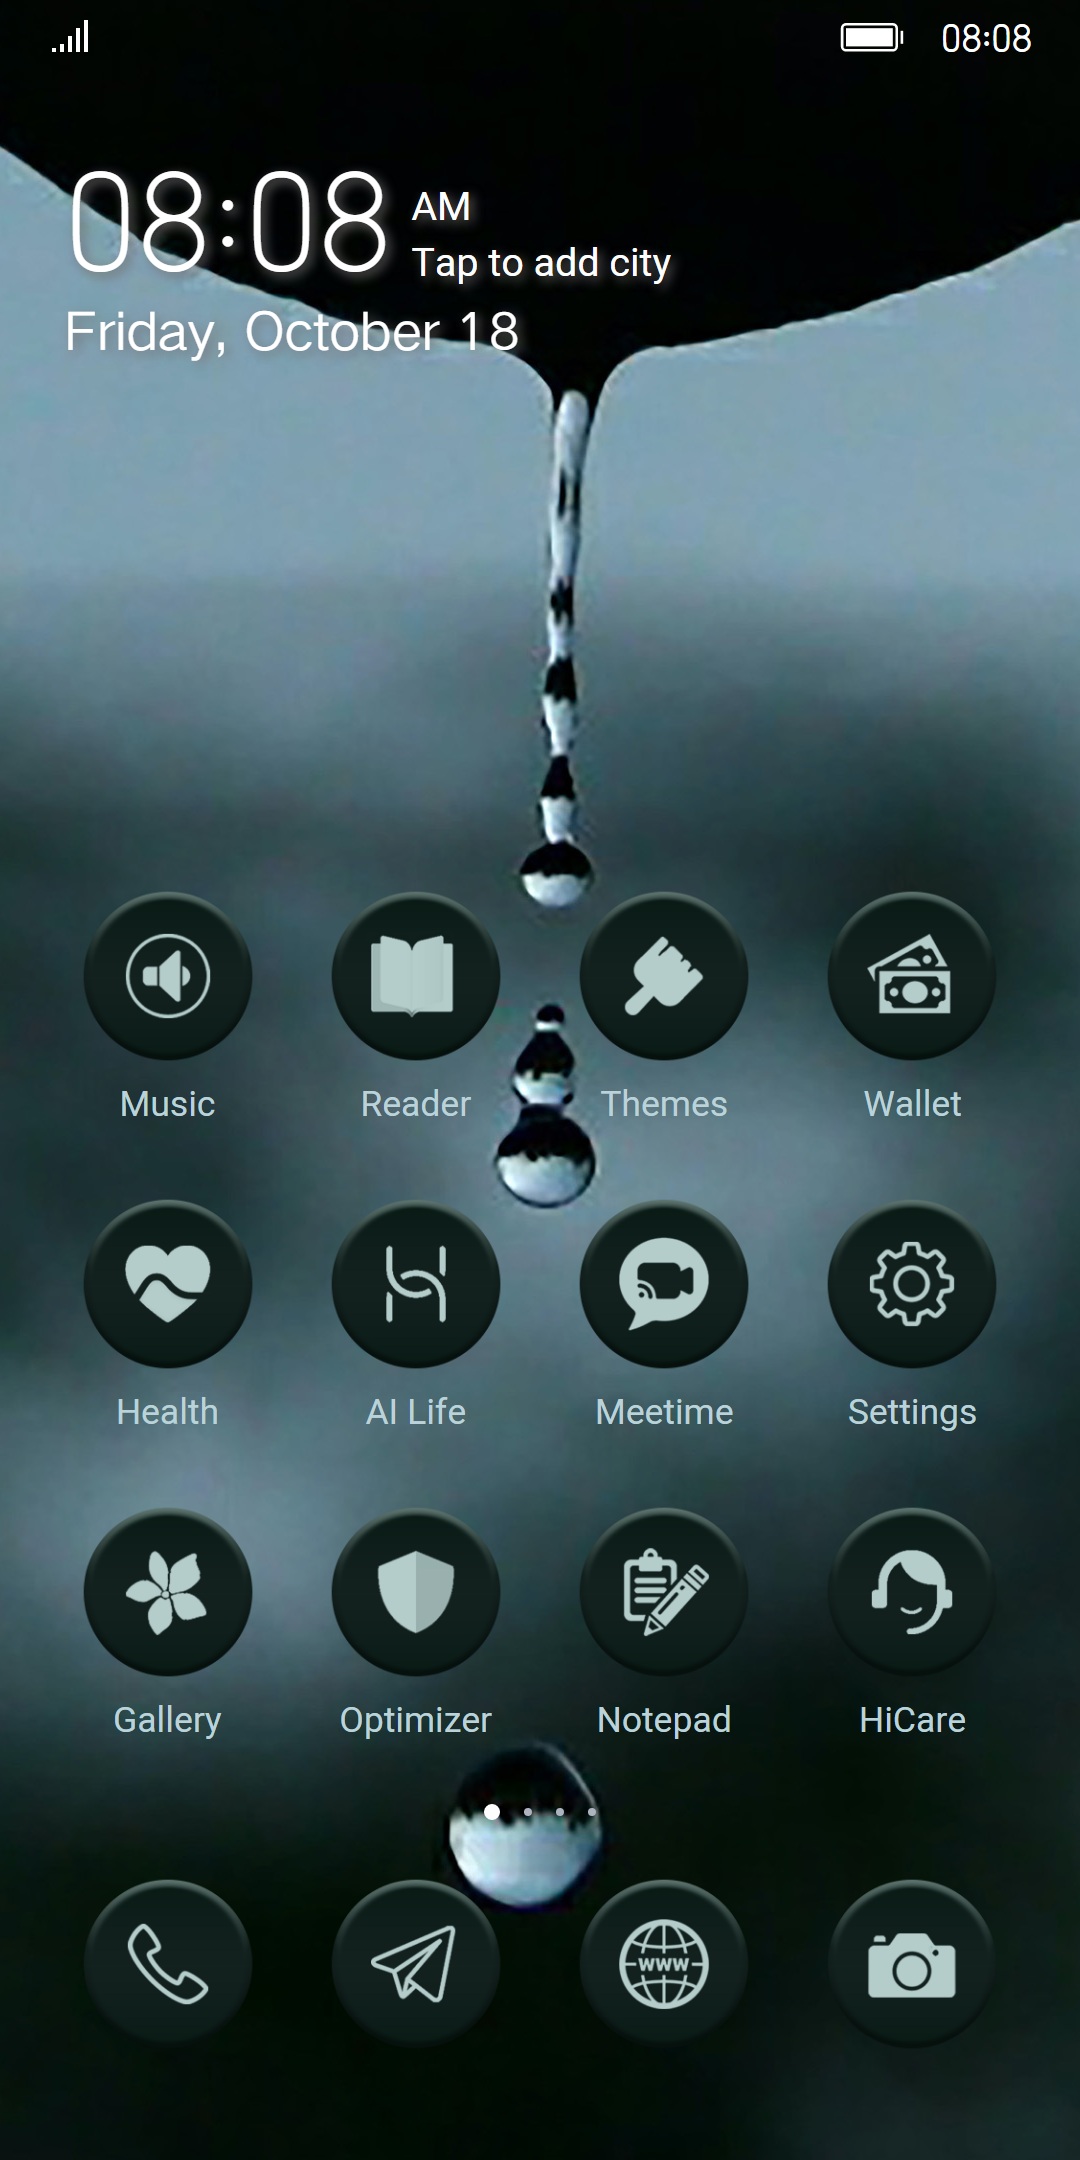 08:08
08:08 AM
Tap to add city
Friday, October 18
Music Reader Themes Wallet
Health AI Life Meetime Settings
Gallery Optimizer Notepad HiCare
www